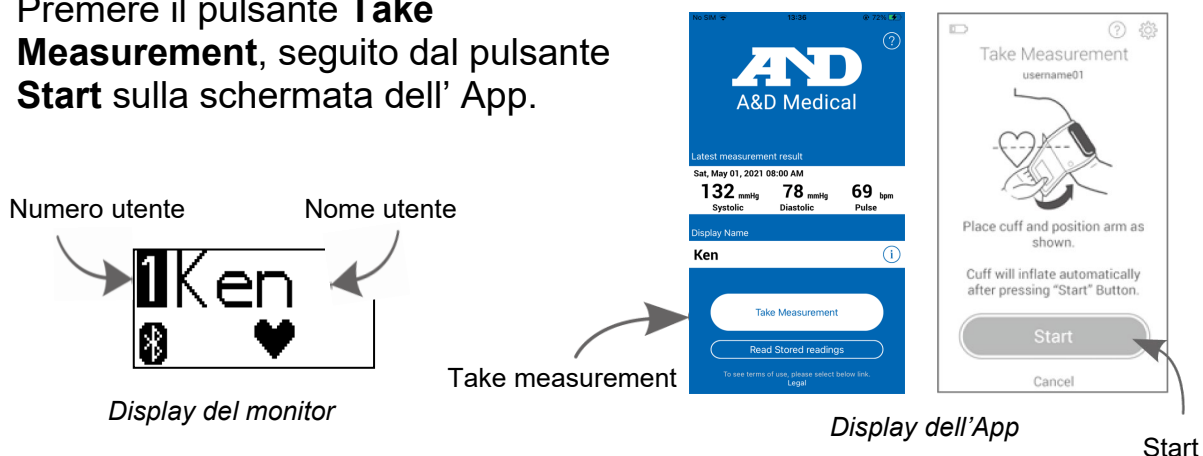 Premere il pulsante Take
Measurement, seguito dal pulsante
Start sulla schermata dell’ App.
Numero utente
Nome utente
1Ken
Display del monitor
Take measurement
No SIM
13:36
72%
?
AND
A&D Medical
Latest measurement result
Sat, May 01, 2021 08:00 AM
132 mmHg 78 mmHg 69 bpm
Systolic Diastolic Pulse
Display Name
Ken
i
Take Measurement
Read Stored readings
To see terms of use, please select below link.
Legal
?
Take Measurement
username01
Place cuff and position arm as
shown.
Cuff will inflate automatically
after pressing “Start” Button.
Start
Cancel
Display dell’App
Start